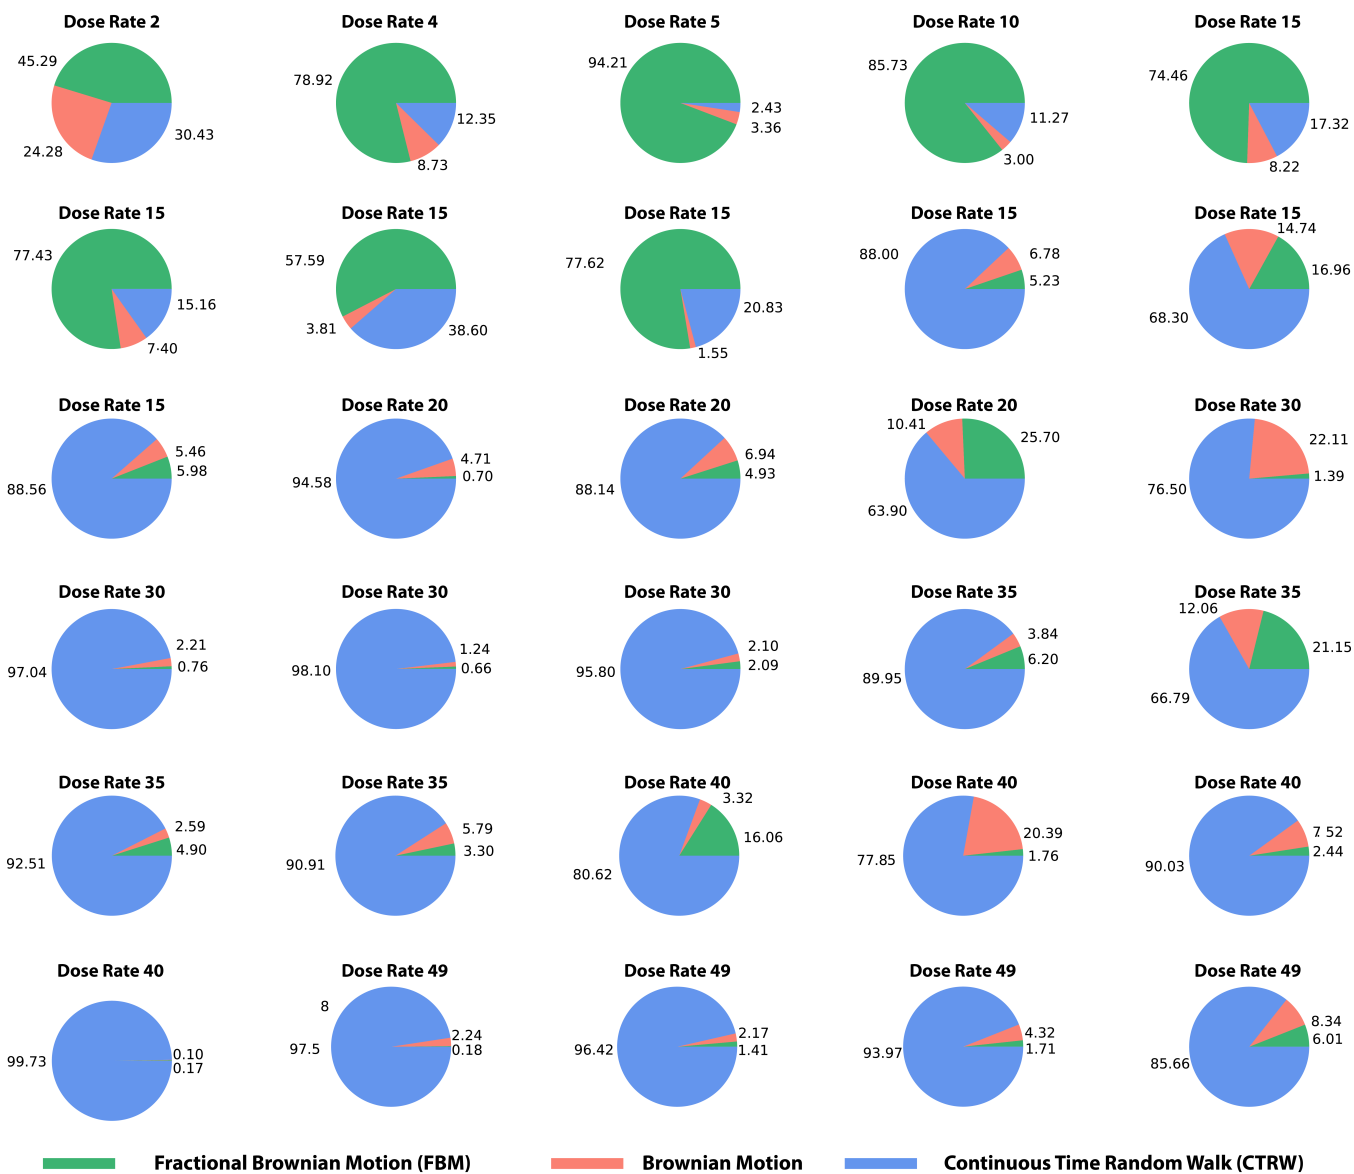 Dose Rate 2
45.29
24.28
30.43
Dose Rate 4
78.92
12.35
8.73
Dose Rate 5
94.21
2.43
3.36
Dose Rate 10
85.73
11.27
3.00
Dose Rate 15
74.46
17.32
8.22
Dose Rate 15
77.43
15.16
7·40
Dose Rate 15
57.59
3.81
38.60
Dose Rate 15
77.62
20.83
1.55
Dose Rate 15
88.00
6.78
5.23
Dose Rate 15
14.74
16.96
68.30
Dose Rate 15
5.46
5.98
88.56
Dose Rate 20
4.71
0.70
94.58
Dose Rate 20
6.94
4.93
88.14
Dose Rate 20
10.41
25.70
63.90
Dose Rate 30
22.11
1.39
76.50
Dose Rate 30
2.21
0.76
97.04
Dose Rate 30
1.24
0.66
98.10
Dose Rate 30
2.10
2.09
95.80
Dose Rate 35
3.84
6.20
89.95
Dose Rate 35
12.06
21.15
66.79
Dose Rate 35
2.59
4.90
92.51
Dose Rate 35
5.79
3.30
90.91
Dose Rate 40
3.32
16.06
80.62
Dose Rate 40
20.39
1.76
77.85
Dose Rate 40
7 52
2.44
90.03
Dose Rate 40
0.10
0.17
99.73
Dose Rate 49
8
2.24
0.18
97.5
Dose Rate 49
2.17
1.41
96.42
Dose Rate 49
4.32
1.71
93.97
Dose Rate 49
8.34
6.01
85.66
Fractional Brownian Motion (FBM)
Brownian Motion
Continuous Time Random Walk (CTRW)